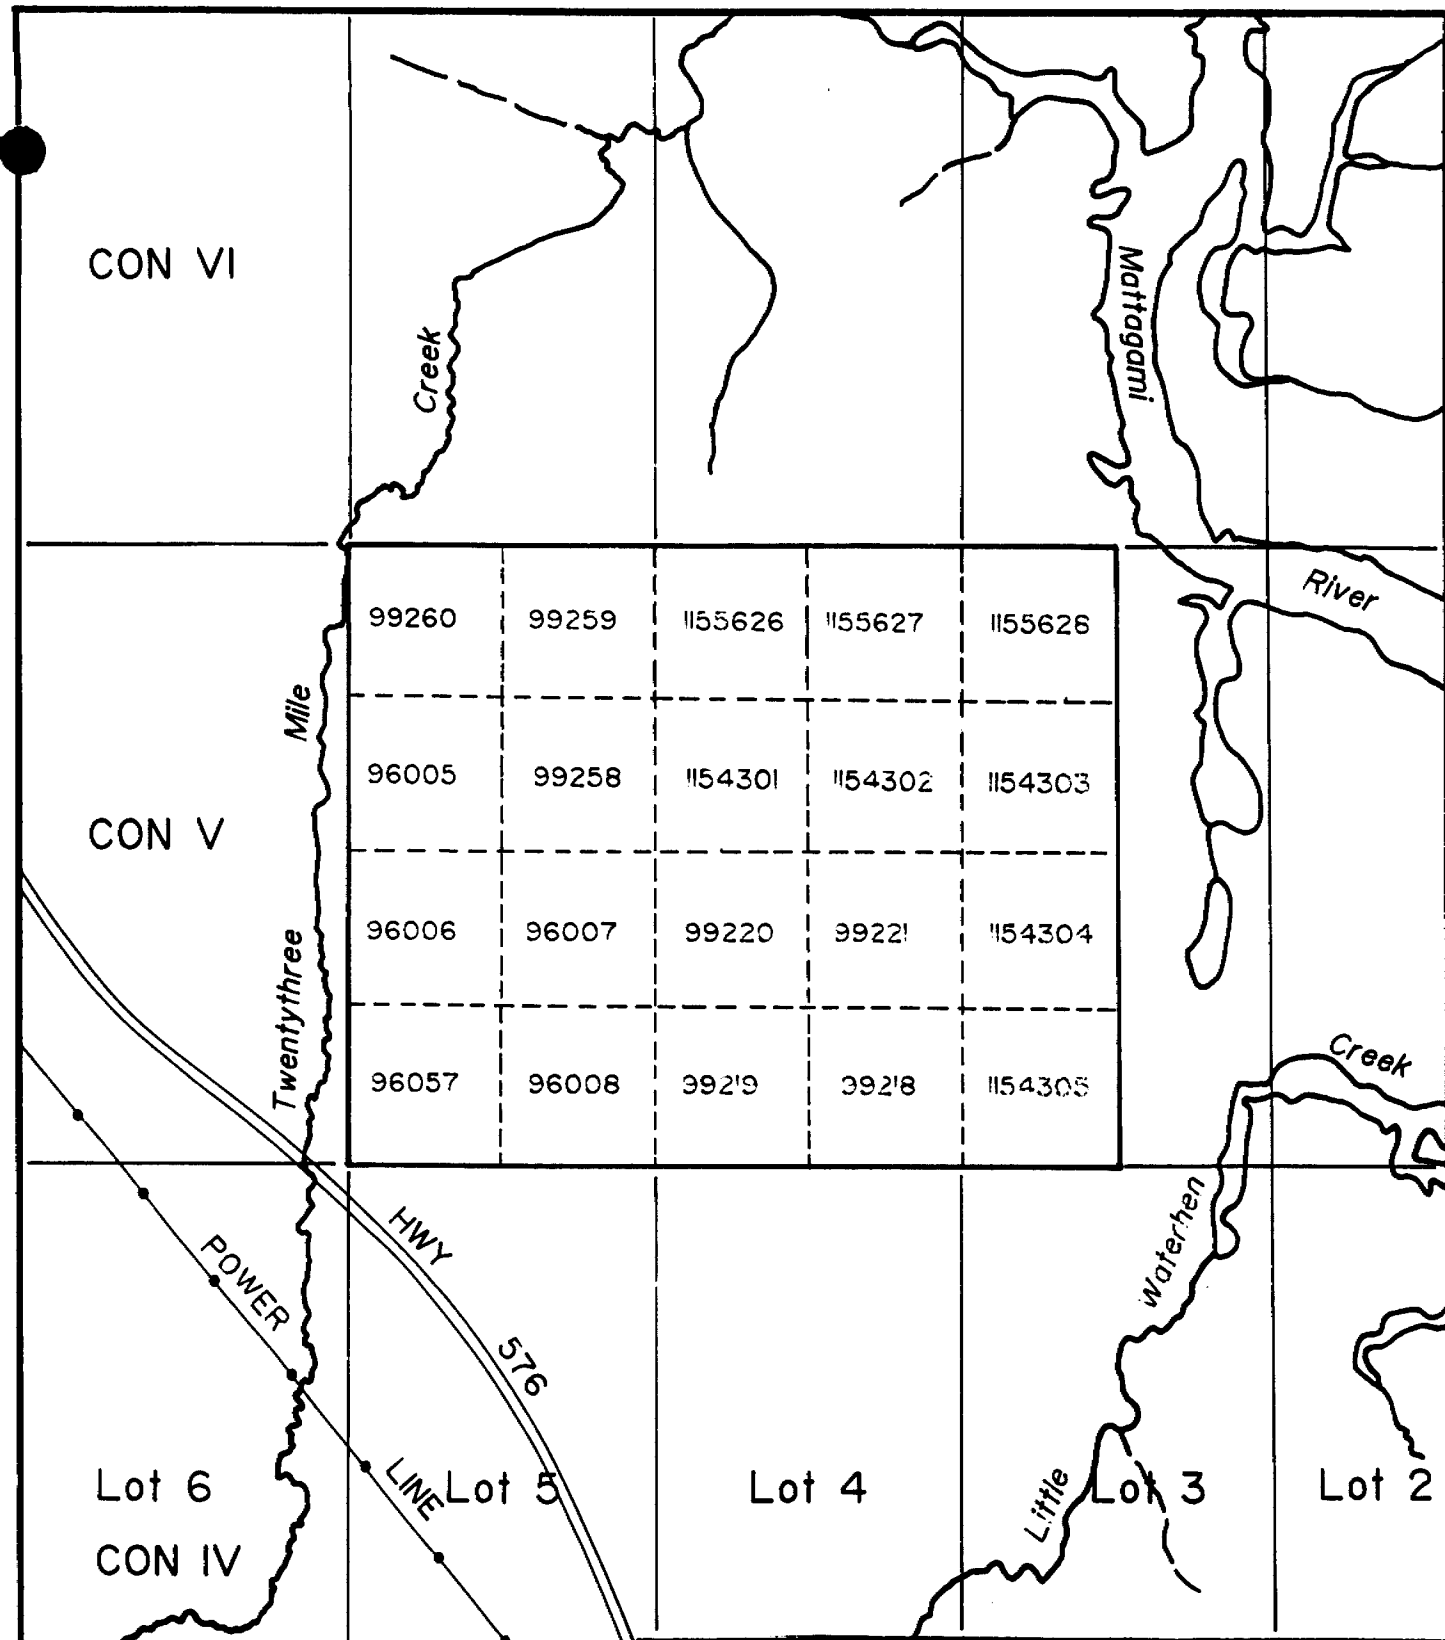 CON VI
Creek
Mattagami
River
99260 99259 1155626 1155627 1155628
Mile
96005 99258 1154301 1154302 1154303
CON V
96006 96007 99220 99221 1154304
Twentythree
96057 96008 99219 99218 1154305
Creek
HWY
576
POWER
LINE
Waterhen
Little
Lot 6 Lot 5 Lot 4 Lot 3 Lot 2
CON IV